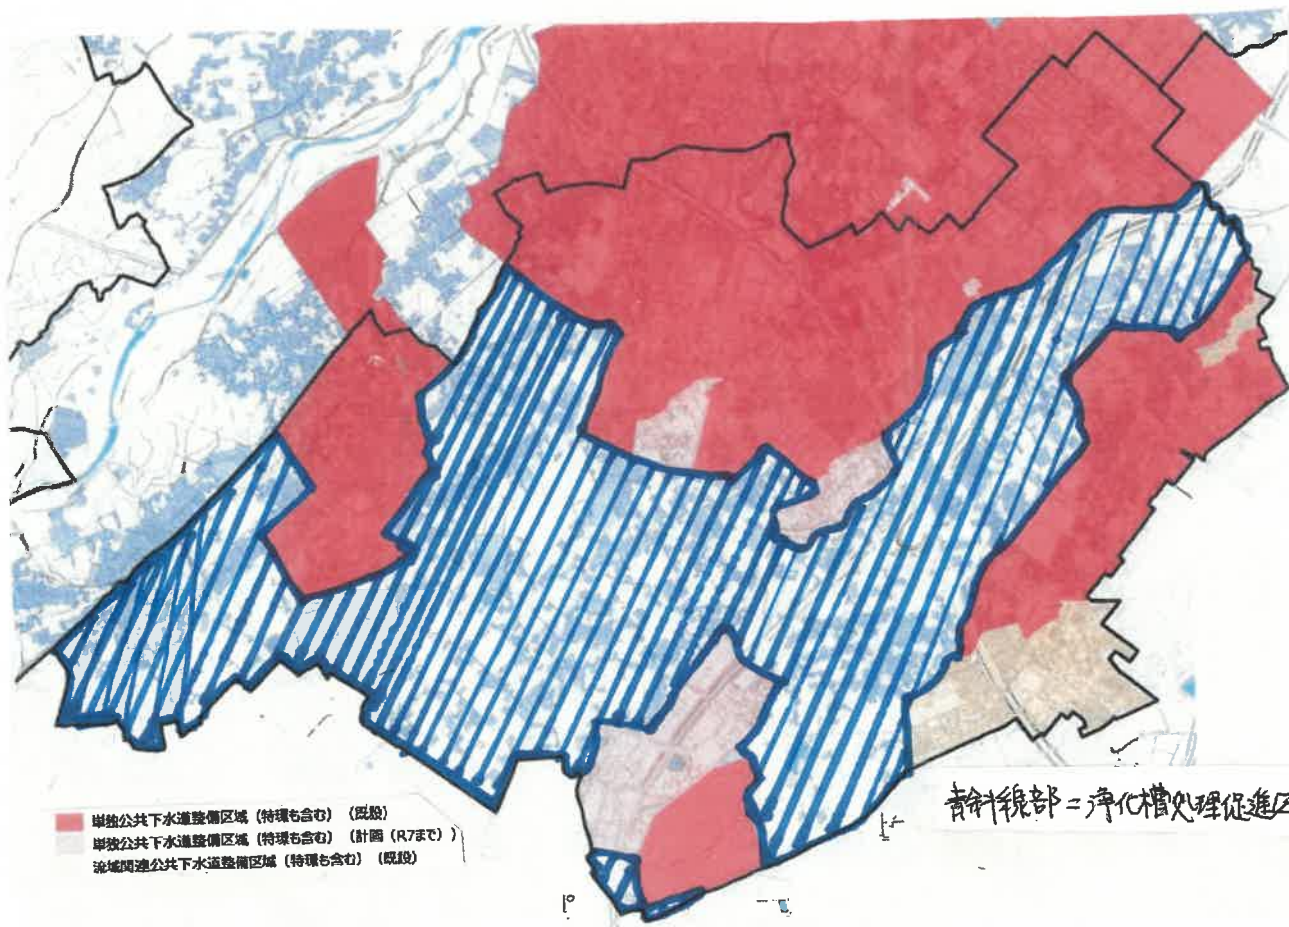 単独公共下水道整備区域（特環も含む）（既設）
単独公共下水道整備区域（特環も含む）（計画（R7まで））
流域関連公共下水道整備区域（特環も含む）（既設）
青斜線部＝浄化槽処理促進区